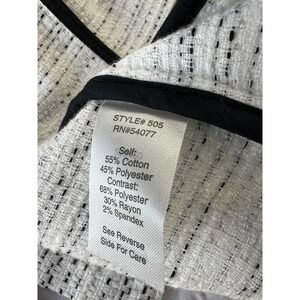 STYLE# 505
RN#54077
Self:
55% Cotton
45% Polyester
Contrast:
68% Polyester
30% Rayon
2% Spandex
See Reverse
Side For Care